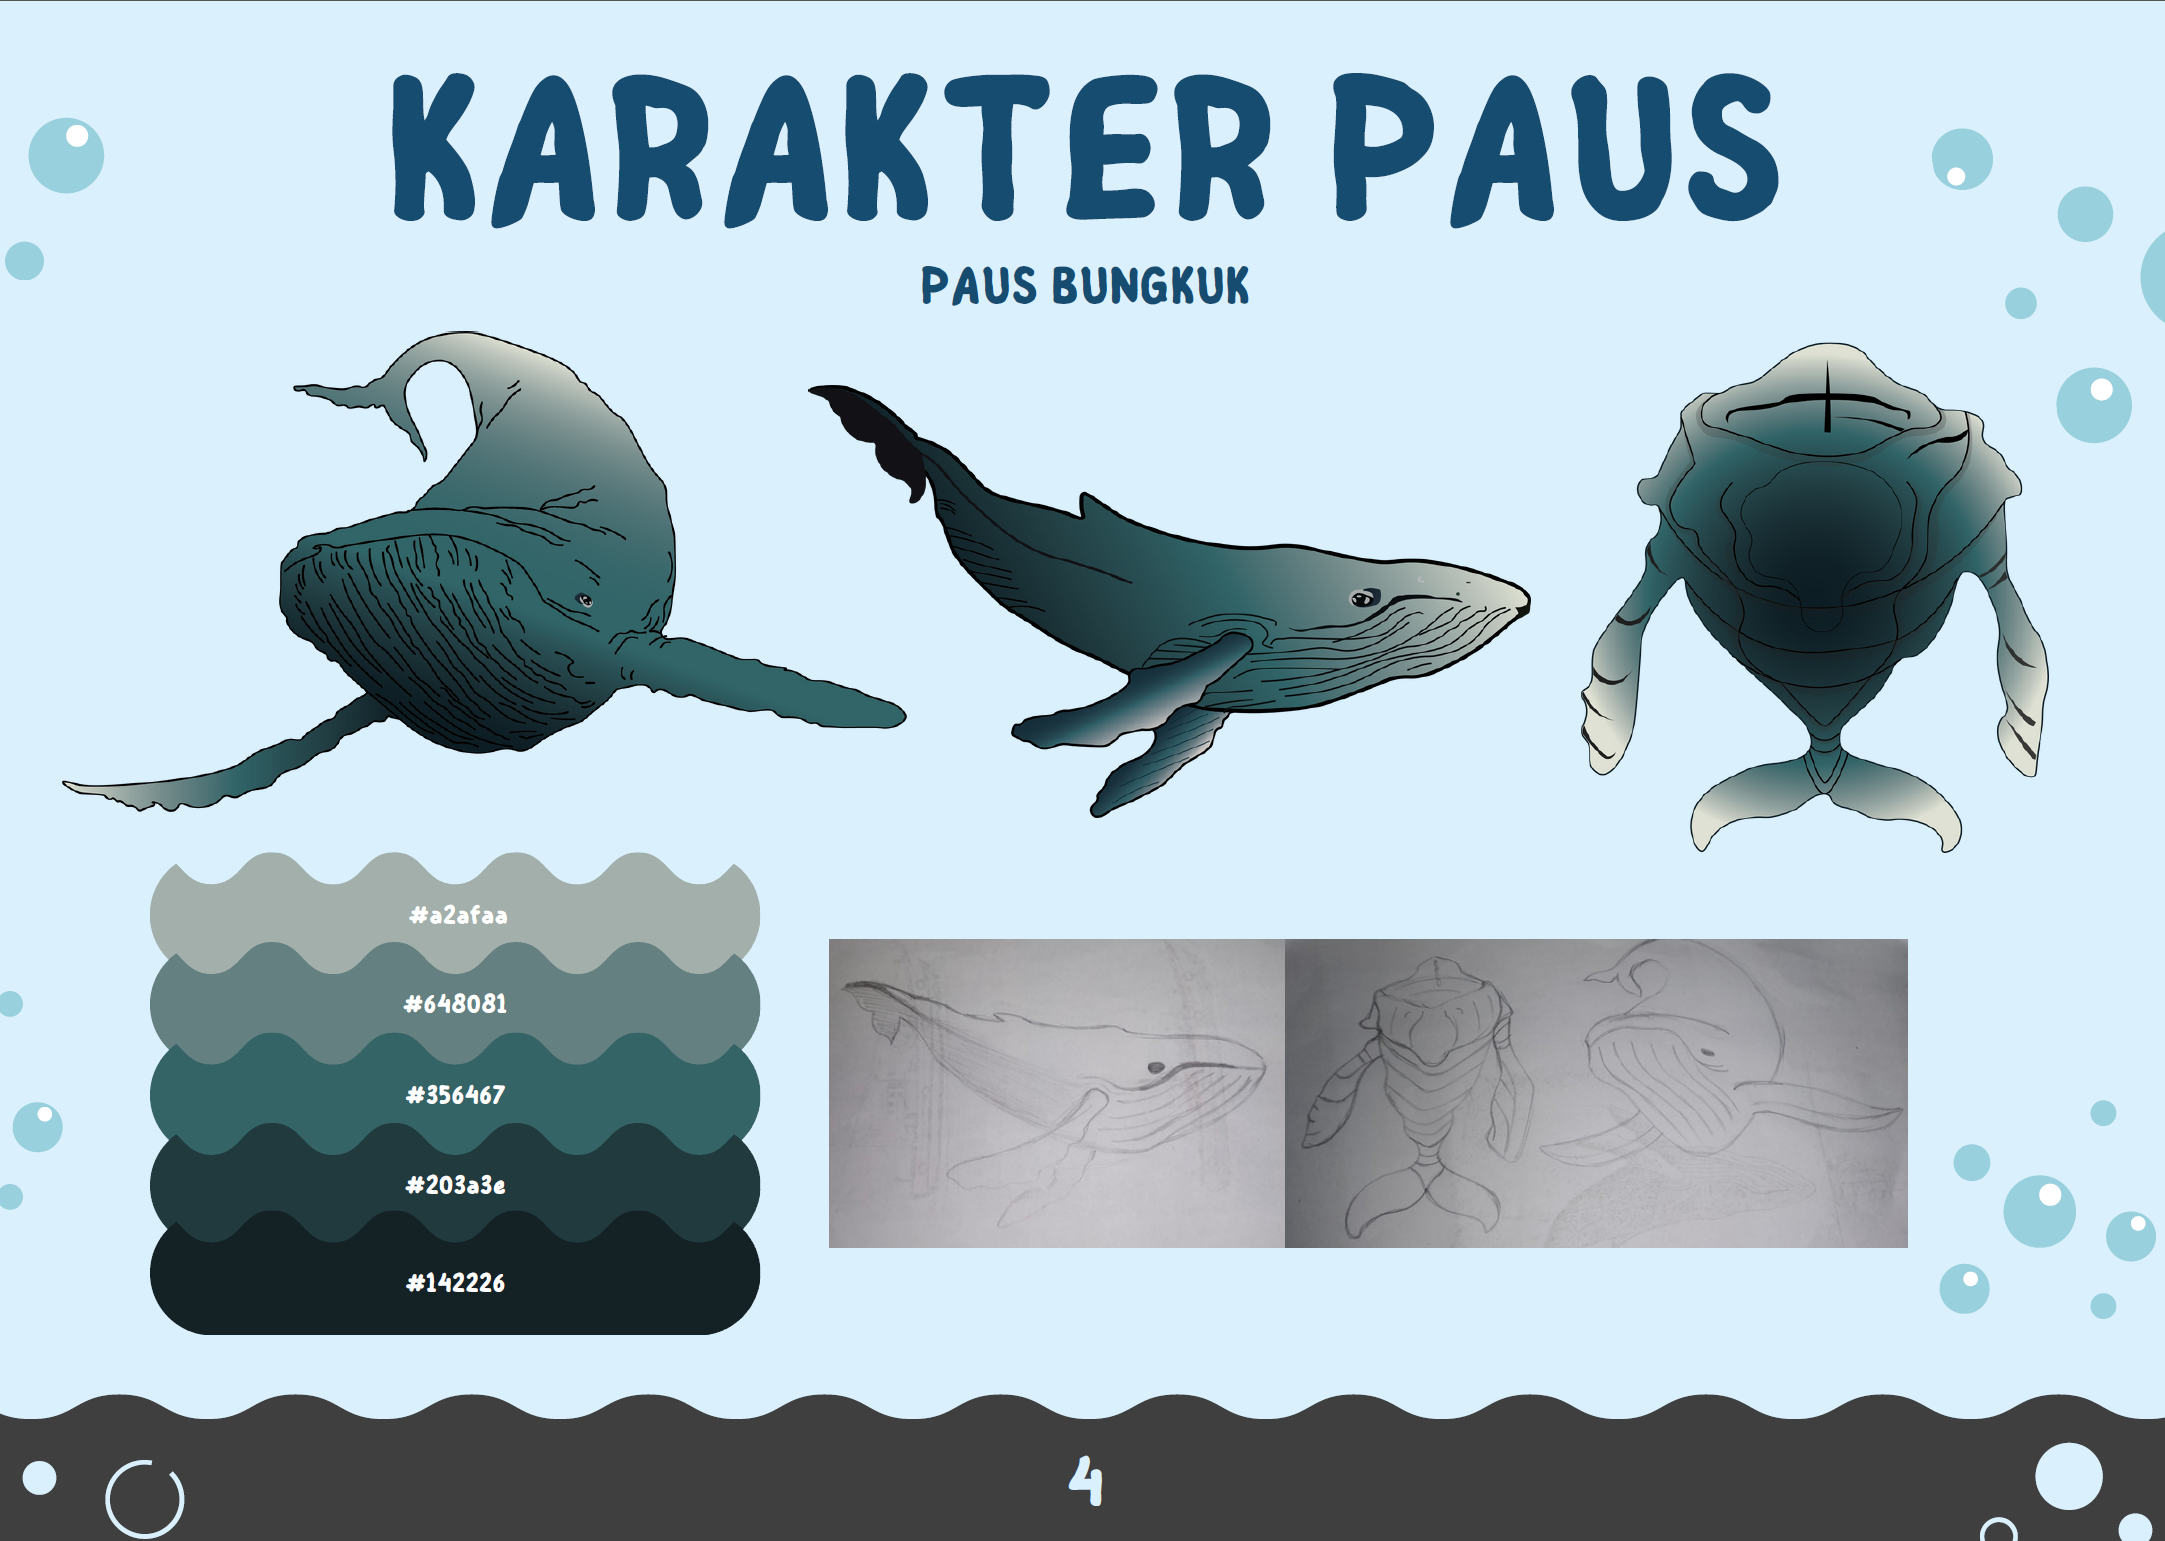 KARAKTER PAUS
PAUS BUNGKUK
#a2afaa
#648081
#356467
#203a3e
#142226
4